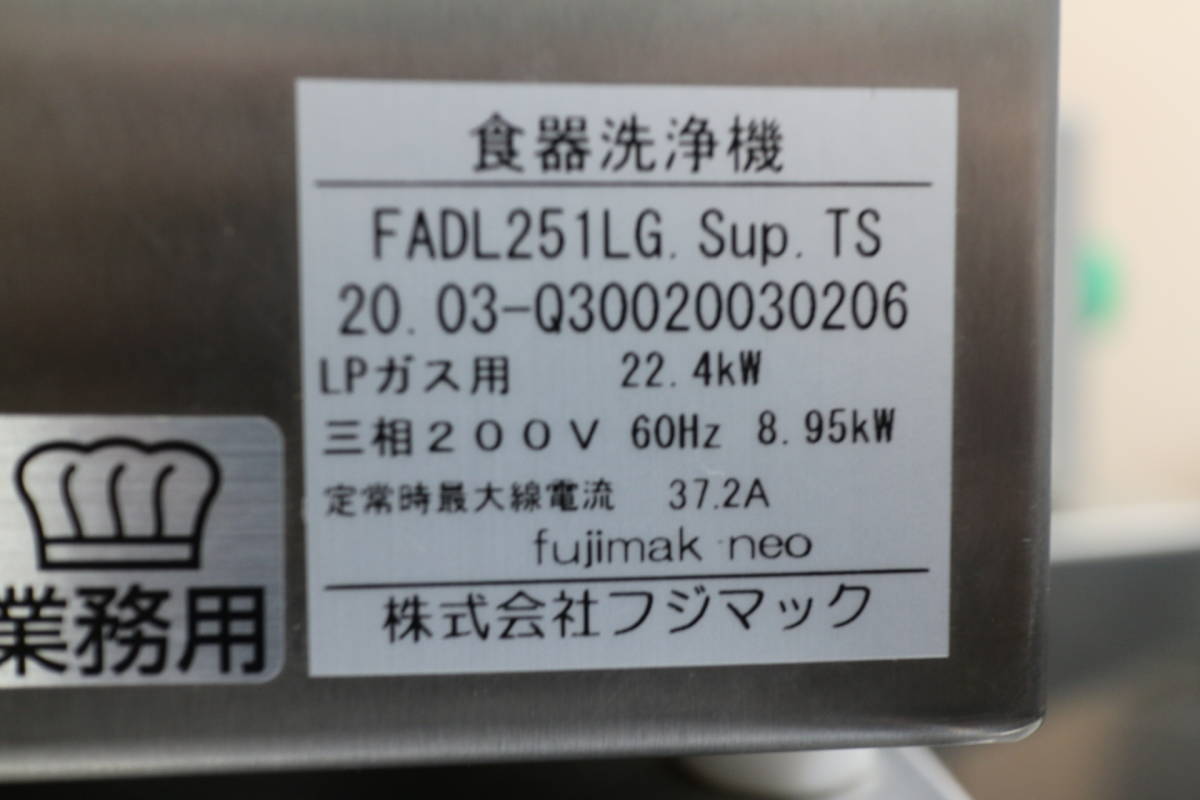 食器洗浄機
FADL251LG. Sup. TS
20. 03-Q30020030206
LPガス用 22.4kW
三相200V 60Hz 8.95kW
定常時最大線電流 37.2A
fujimak neo
株式会社フジマック
業務用